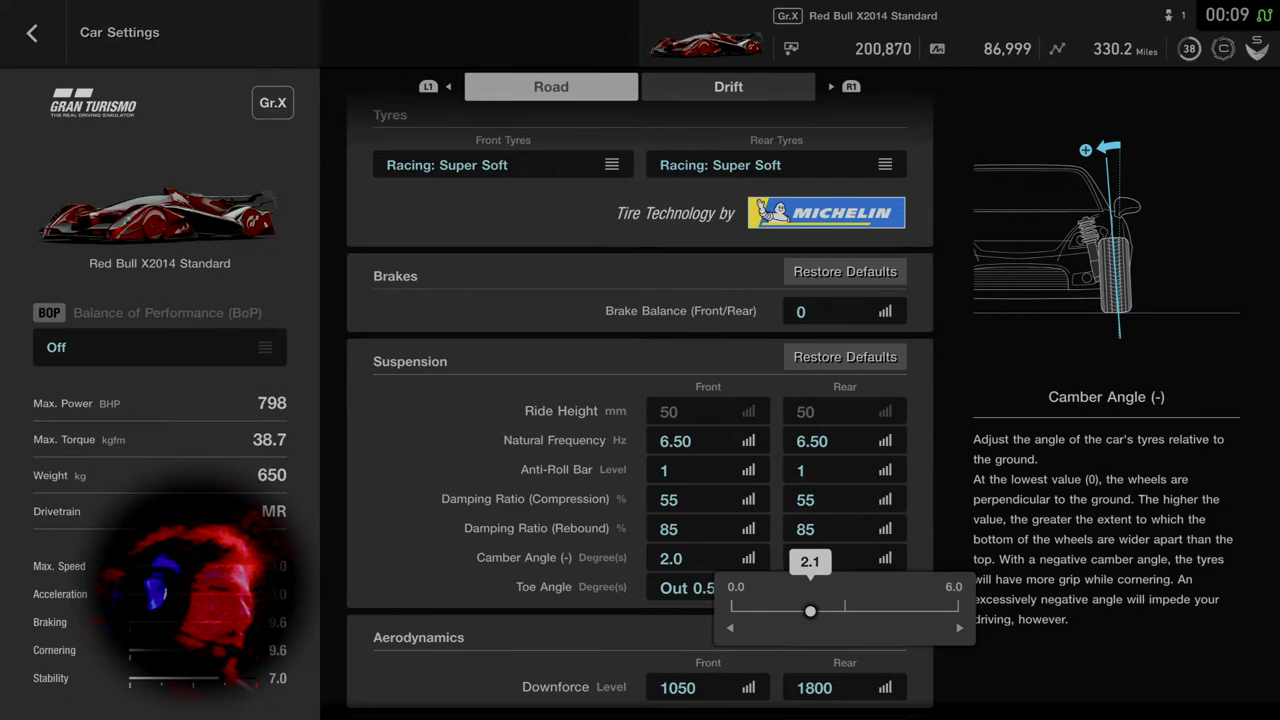 Car Settings
Gr.X Red Bull X2014 Standard
1
00:09
200,870
86,999
330.2 Miles
38
C
S
GRAN TURISMO
THE REAL DRIVING SIMULATOR
Gr.X
Red Bull X2014 Standard
BOP Balance of Performance (BoP)
Off
Max. Power BHP 798
Max. Torque kgfm 38.7
Weight kg 650
Drivetrain MR
Max. Speed
Acceleration
Braking 9.6
Cornering 9.6
Stability 7.0
L1 Road Drift R1
Tyres
Front Tyres Rear Tyres
Racing: Super Soft Racing: Super Soft
Tire Technology by MICHELIN
Brakes Restore Defaults
Brake Balance (Front/Rear) 0
Suspension Restore Defaults
Front Rear
Ride Height mm 50 50
Natural Frequency Hz 6.50 6.50
Anti-Roll Bar Level 1 1
Damping Ratio (Compression) % 55 55
Damping Ratio (Rebound) % 85 85
Camber Angle (-) Degree(s) 2.0
2.1
Toe Angle Degree(s) Out 0.5
0.0 6.0
Aerodynamics
Front Rear
Downforce Level 1050 1800
Camber Angle (-)
Adjust the angle of the car's tyres relative to
the ground.
At the lowest value (0), the wheels are
perpendicular to the ground. The higher the
value, the greater the extent to which the
bottom of the wheels are wider apart than the
top. With a negative camber angle, the tyres
will have more grip while cornering. An
excessively negative angle will impede your
driving, however.